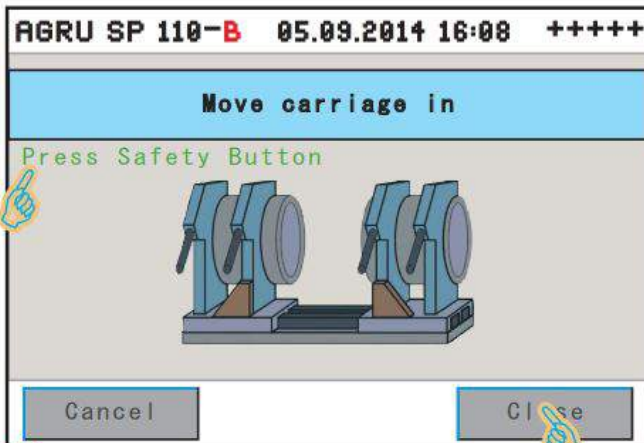 AGRU SP 110-B 05.09.2014 16:08 +++++
Move carriage in
Press Safety Button
Cancel
Close